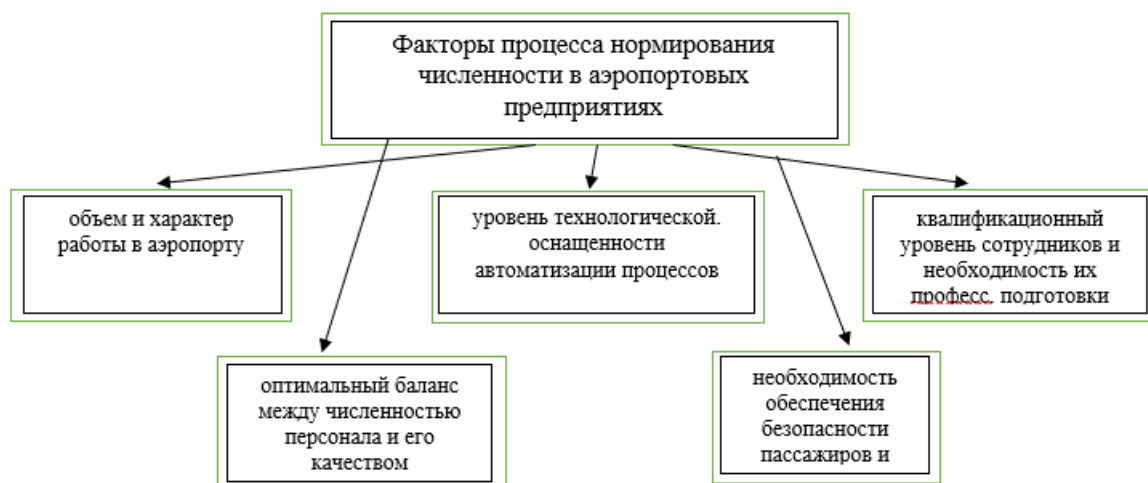 Факторы процесса нормирования
численности в аэропортовых
предприятиях
объем и характер
работы в аэропорту
уровень технологической.
оснащенности
автоматизации процессов
квалификационный
уровень сотрудников и
необходимость их
професс. подготовки
оптимальный баланс
между численностью
персонала и его
качеством
необходимость
обеспечения
безопасности
пассажиров и